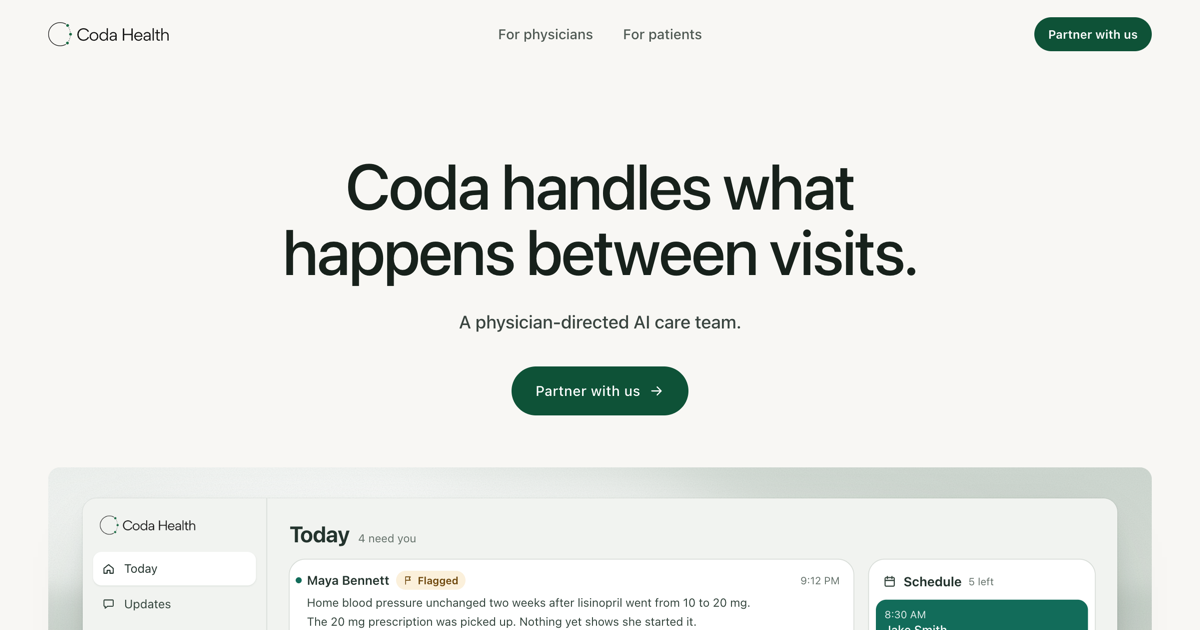 Coda Health
For physicians
For patients
Partner with us
Coda handles what
happens between visits.
A physician-directed AI care team.
Partner with us →
Coda Health
Today
Updates
Today 4 need you
Maya Bennett Flagged 9:12 PM
Home blood pressure unchanged two weeks after lisinopril went from 10 to 20 mg.
The 20 mg prescription was picked up. Nothing yet shows she started it.
Schedule 5 left
8:30 AM
Jake Smith